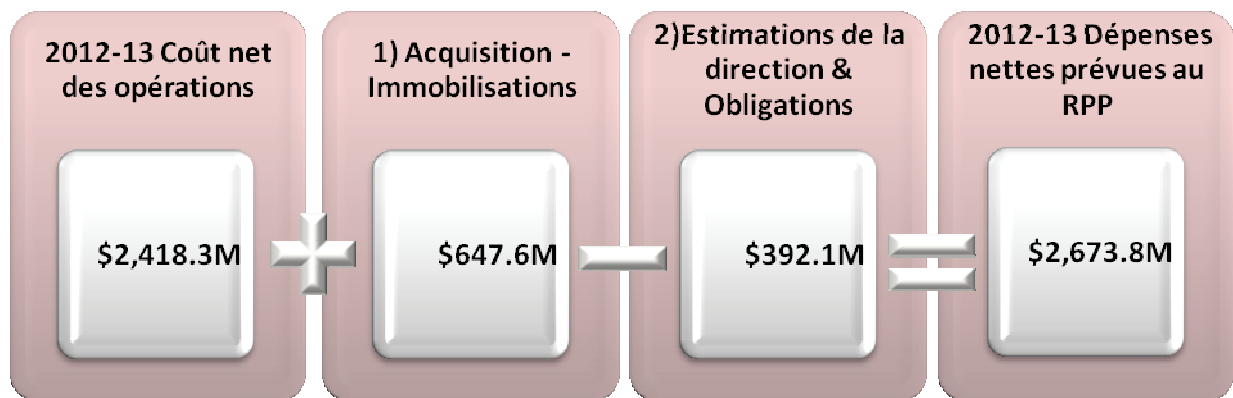 2012-13 Coût net
des opérations
$2,418.3M
1) Acquisition -
Immobilisations
$647.6M
2)Estimations de la
direction &
Obligations
$392.1M
2012-13 Dépenses
nettes prévues au
RPP
$2,673.8M